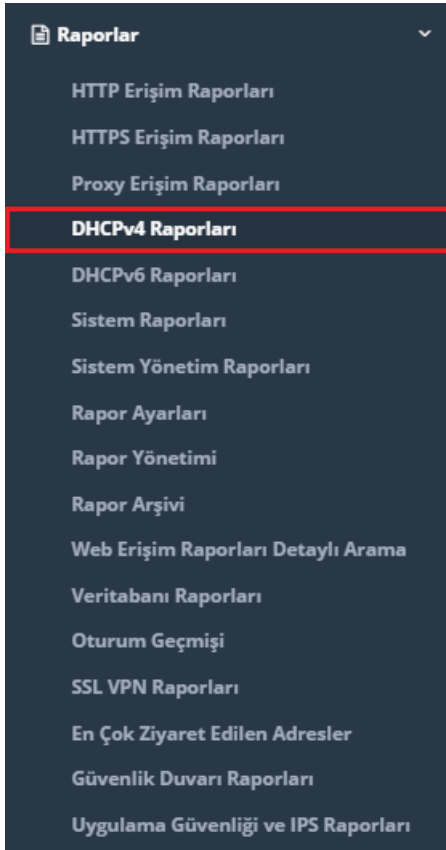 Raporlar
HTTP Erişim Raporları
HTTPS Erişim Raporları
Proxy Erişim Raporları
DHCPv4 Raporları
DHCPv6 Raporları
Sistem Raporları
Sistem Yönetim Raporları
Rapor Ayarları
Rapor Yönetimi
Rapor Arşivi
Web Erişim Raporları Detaylı Arama
Veritabanı Raporları
Oturum Geçmişi
SSL VPN Raporları
En Çok Ziyaret Edilen Adresler
Güvenlik Duvarı Raporları
Uygulama Güvenliği ve IPS Raporları